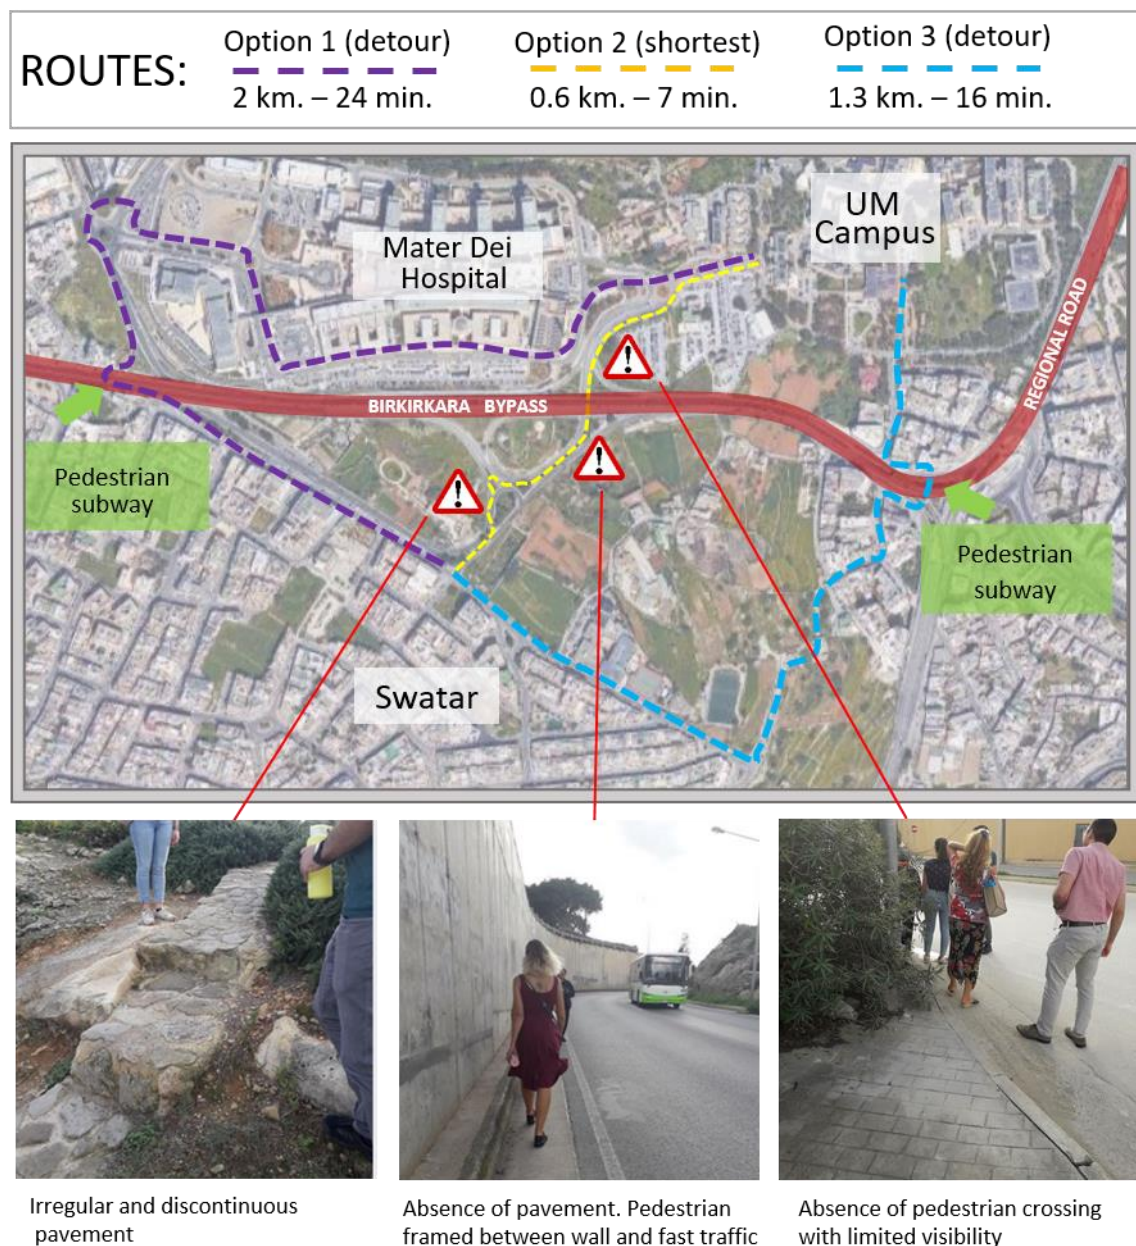 ROUTES:
Option 1 (detour)
2 km. – 24 min.
Option 2 (shortest)
0.6 km. – 7 min.
Option 3 (detour)
1.3 km. – 16 min.
UM
Campus
Mater Dei
Hospital
REGIONAL ROAD
BIRKIRKARA BYPASS
Pedestrian
subway
Pedestrian
subway
Swatar
Irregular and discontinuous
pavement
Absence of pavement. Pedestrian
framed between wall and fast traffic
Absence of pedestrian crossing
with limited visibility